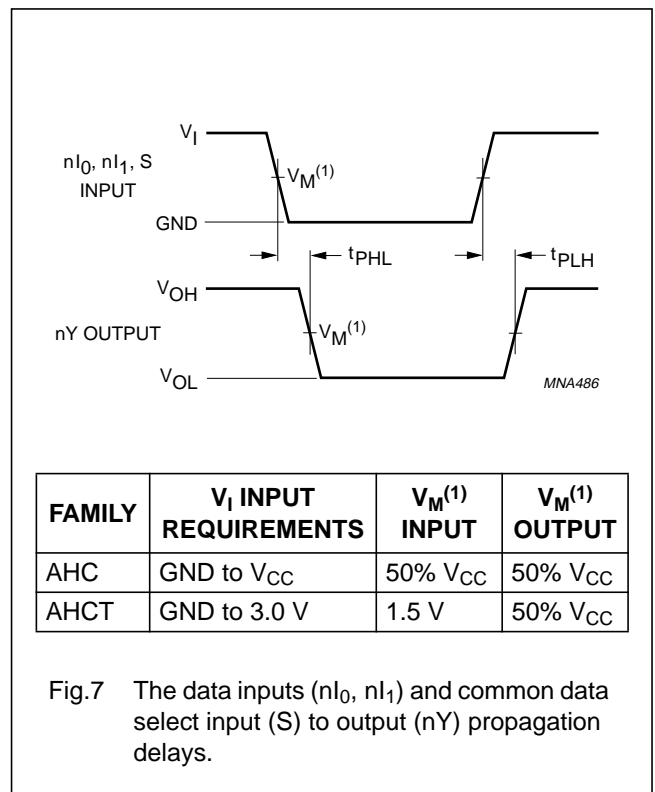 V_I
nI_0, nI_1, S
INPUT
V_M^(1)
GND
t_PHL
t_PLH
V_OH
nY OUTPUT
V_M^(1)
V_OL
MNA486
FAMILY V_I INPUT REQUIREMENTS V_M^(1) INPUT V_M^(1) OUTPUT
AHC GND to V_CC 50% V_CC 50% V_CC
AHCT GND to 3.0 V 1.5 V 50% V_CC
Fig.7 The data inputs (nI_0, nI_1) and common data
select input (S) to output (nY) propagation
delays.